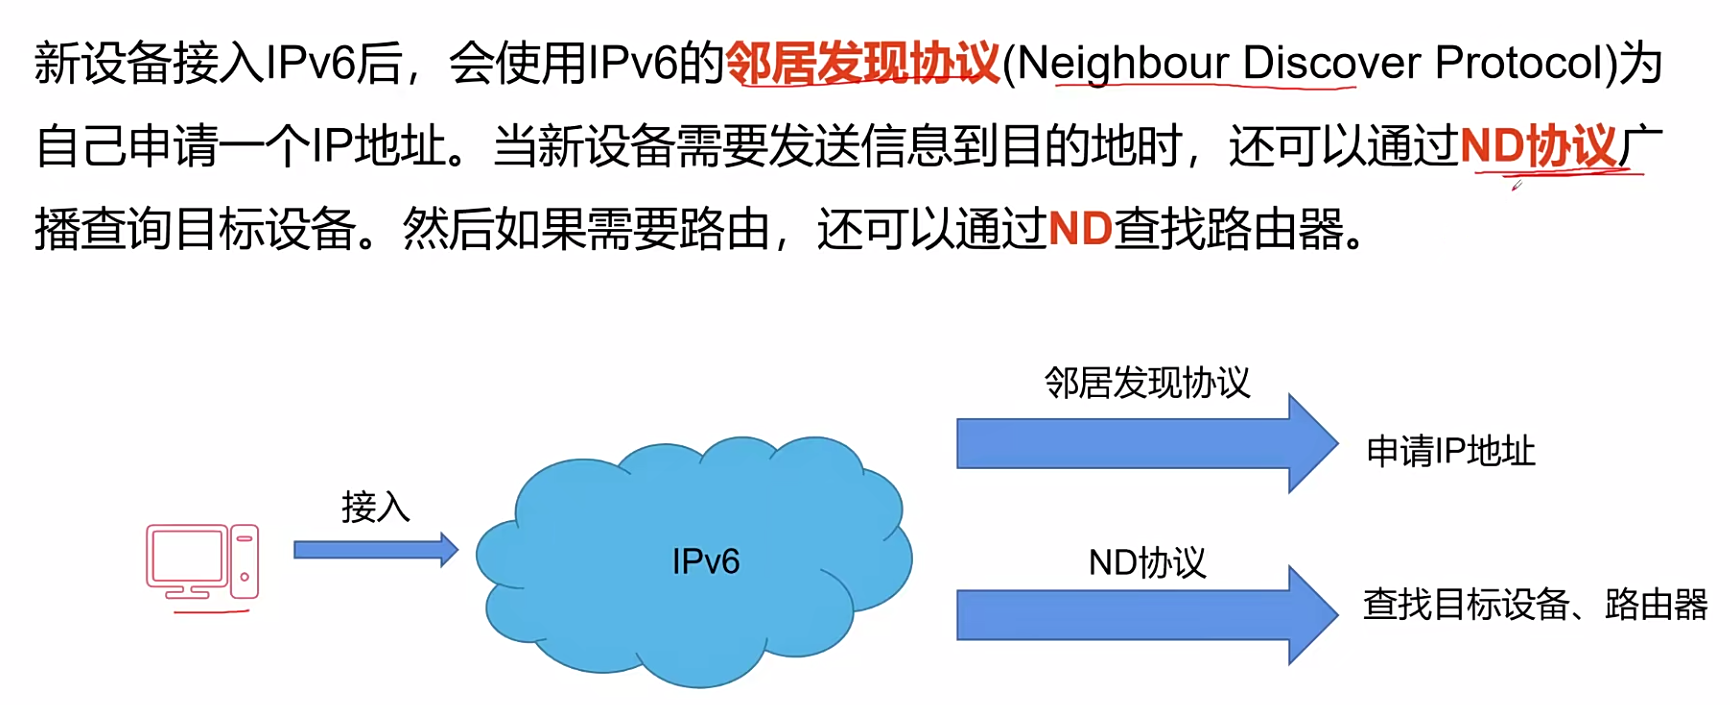 新设备接入IPv6后，会使用IPv6的邻居发现协议(Neighbour Discover Protocol)为
自己申请一个IP地址。当新设备需要发送信息到目的地时，还可以通过ND协议广
播查询目标设备。然后如果需要路由，还可以通过ND查找路由器。
邻居发现协议
申请IP地址
接入
IPv6
ND协议
查找目标设备、路由器